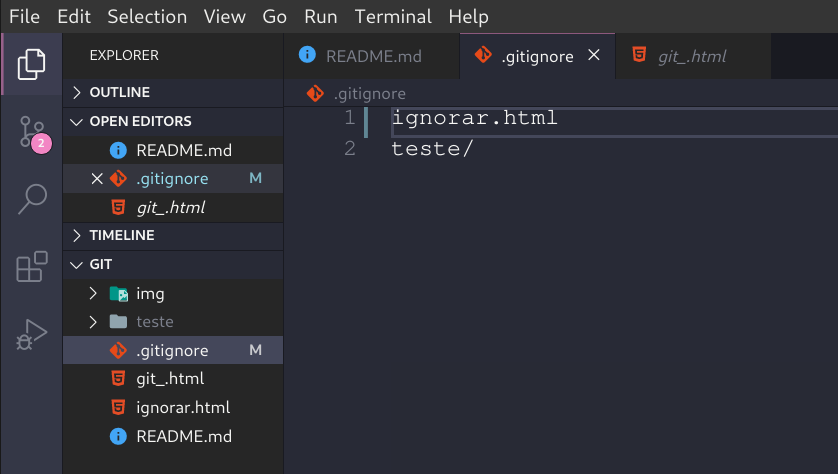 File Edit Selection View Go Run Terminal Help
EXPLORER
OUTLINE
OPEN EDITORS
README.md
.gitignore M
git_.html
TIMELINE
GIT
img
teste
.gitignore M
git_.html
ignorar.html
README.md
2
README.md .gitignore git_.html
.gitignore
1 ignorar.html
2 teste/